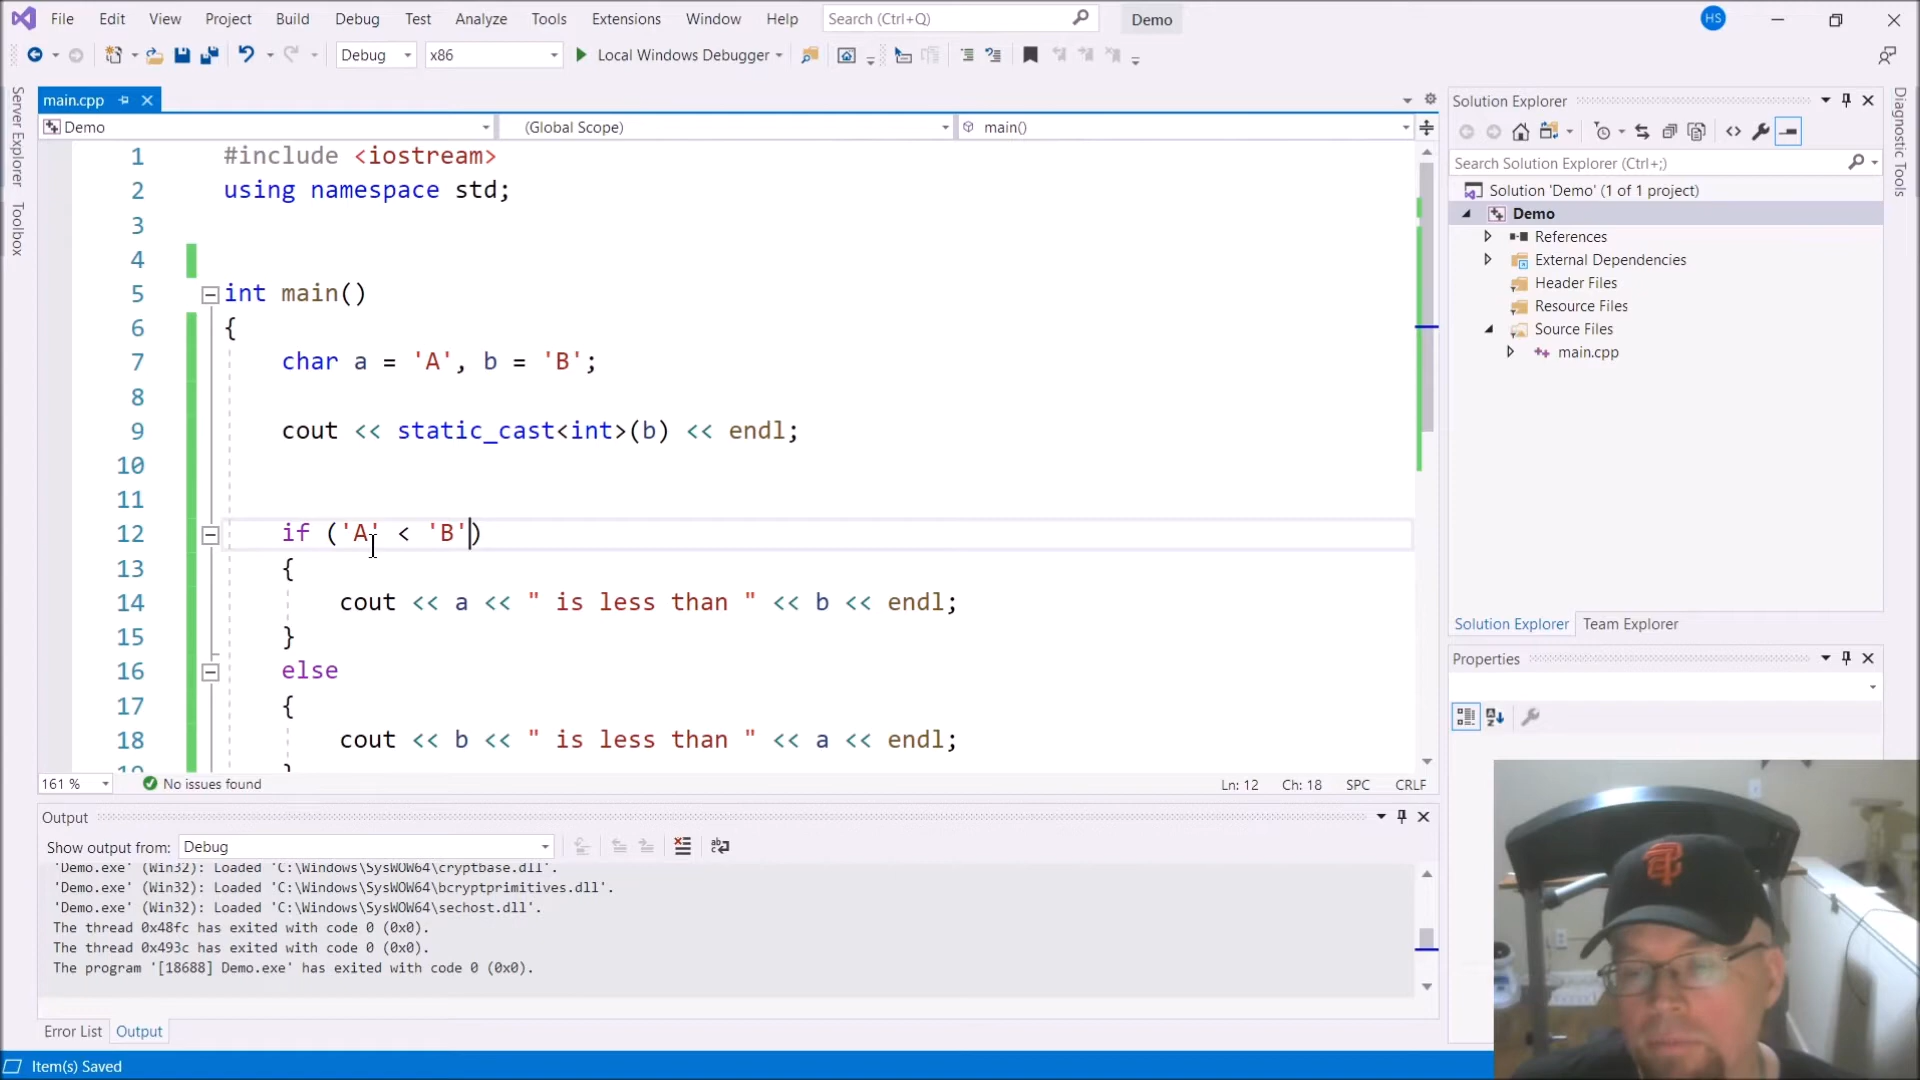 File Edit View Project Build Debug Test Analyze Tools Extensions Window Help Search (Ctrl+Q) Demo HS
Debug x86 Local Windows Debugger
main.cpp
Demo (Global Scope) main()
1 #include <iostream>
2 using namespace std;
3
4
5 int main()
6 {
7 char a = 'A', b = 'B';
8
9 cout << static_cast<int>(b) << endl;
10
11
12 if ('A' < 'B')
13 {
14 cout << a << " is less than " << b << endl;
15 }
16 else
17 {
18 cout << b << " is less than " << a << endl;
19 }
161 % No issues found Ln: 12 Ch: 18 SPC CRLF
Output
Show output from: Debug
'Demo.exe' (Win32): Loaded 'C:\Windows\SysWOW64\cryptbase.dll'.
'Demo.exe' (Win32): Loaded 'C:\Windows\SysWOW64\bcryptprimitives.dll'.
'Demo.exe' (Win32): Loaded 'C:\Windows\SysWOW64\sechost.dll'.
The thread 0x48fc has exited with code 0 (0x0).
The thread 0x493c has exited with code 0 (0x0).
The program '[18688] Demo.exe' has exited with code 0 (0x0).
Error List Output
Item(s) Saved
Server Explorer
Toolbox
Solution Explorer
Search Solution Explorer (Ctrl+;)
Solution 'Demo' (1 of 1 project)
Demo
References
External Dependencies
Header Files
Resource Files
Source Files
main.cpp
Solution Explorer Team Explorer
Properties
Diagnostic Tools